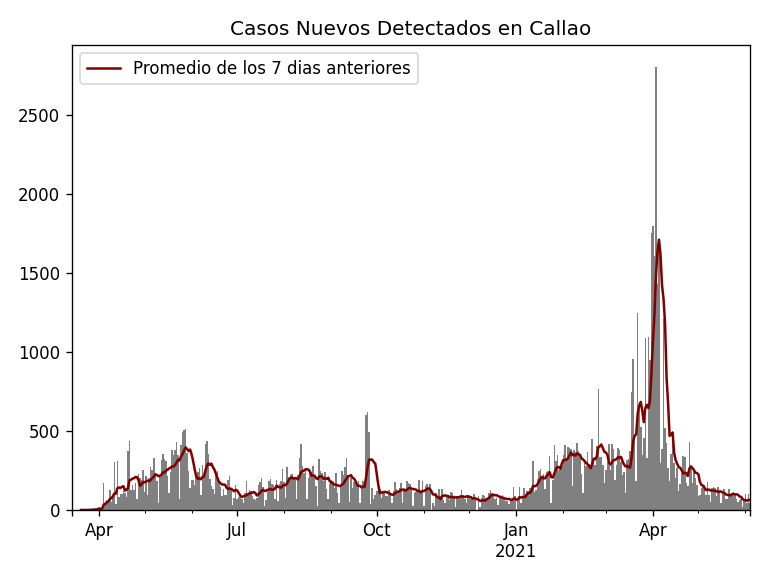 Casos Nuevos Detectados en Callao
Promedio de los 7 dias anteriores
2500
2000
1500
1000
500
0
Apr
Jul
Oct
Jan
2021
Apr